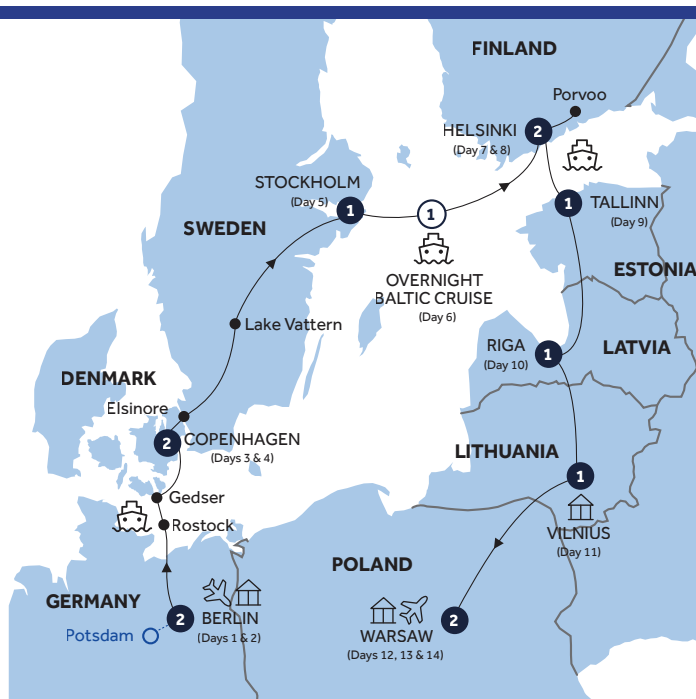 FINLAND
Porvoo
HELSINKI
2
(Day 7 & 8)
STOCKHOLM
(Day 5)
1
1
1
TALLINN
(Day 9)
SWEDEN
OVERNIGHT
BALTIC CRUISE
(Day 6)
ESTONIA
Lake Vattern
RIGA
(Day 10)
1
LATVIA
DENMARK
Elsinore
2
COPENHAGEN
(Days 3 & 4)
LITHUANIA
1
VILNIUS
(Day 11)
Gedser
Rostock
POLAND
GERMANY
2
BERLIN
(Days 1 & 2)
Potsdam
2
WARSAW
(Days 12, 13 & 14)